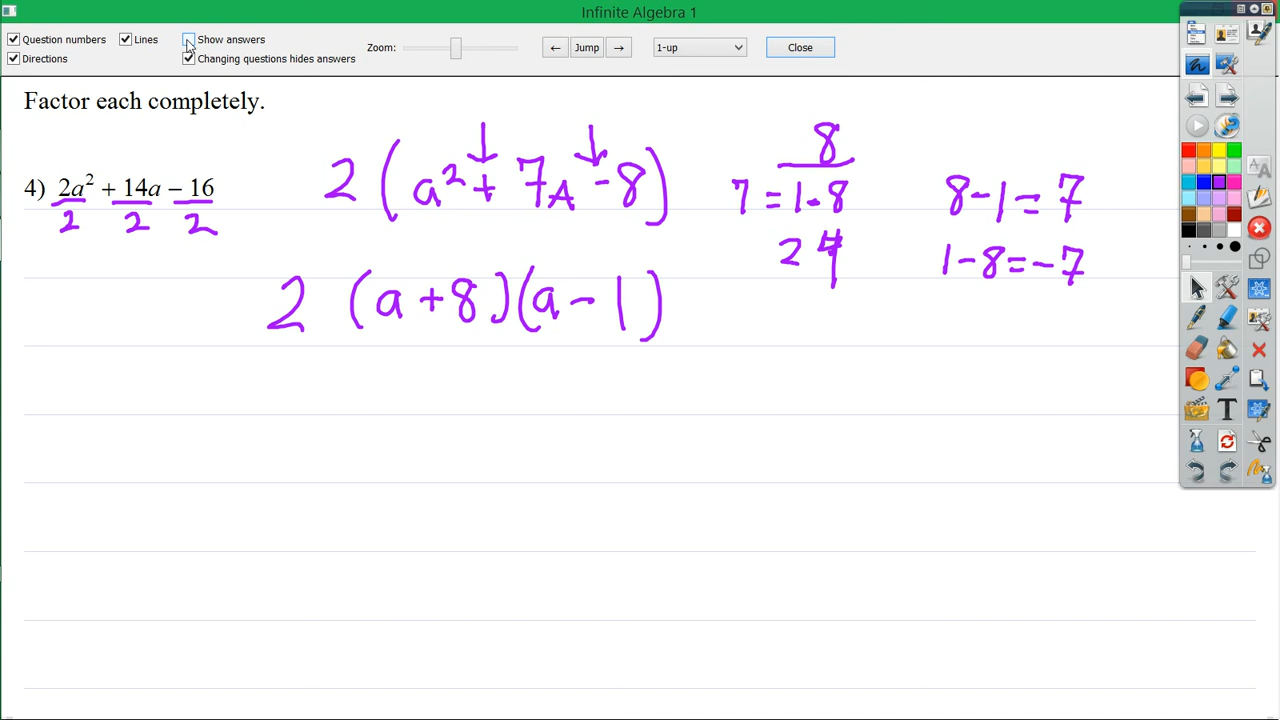 Infinite Algebra 1
Question numbers Lines Show answers
Directions Changing questions hides answers
Zoom: ← Jump → 1-up Close
Factor each completely.
4) 2a² + 14a − 16
2 2 2
2 (a² + 7a - 8)
2 (a + 8)(a - 1)
8
7 = 1 - 8
2 4
8 - 1 = 7
1 - 8 = -7